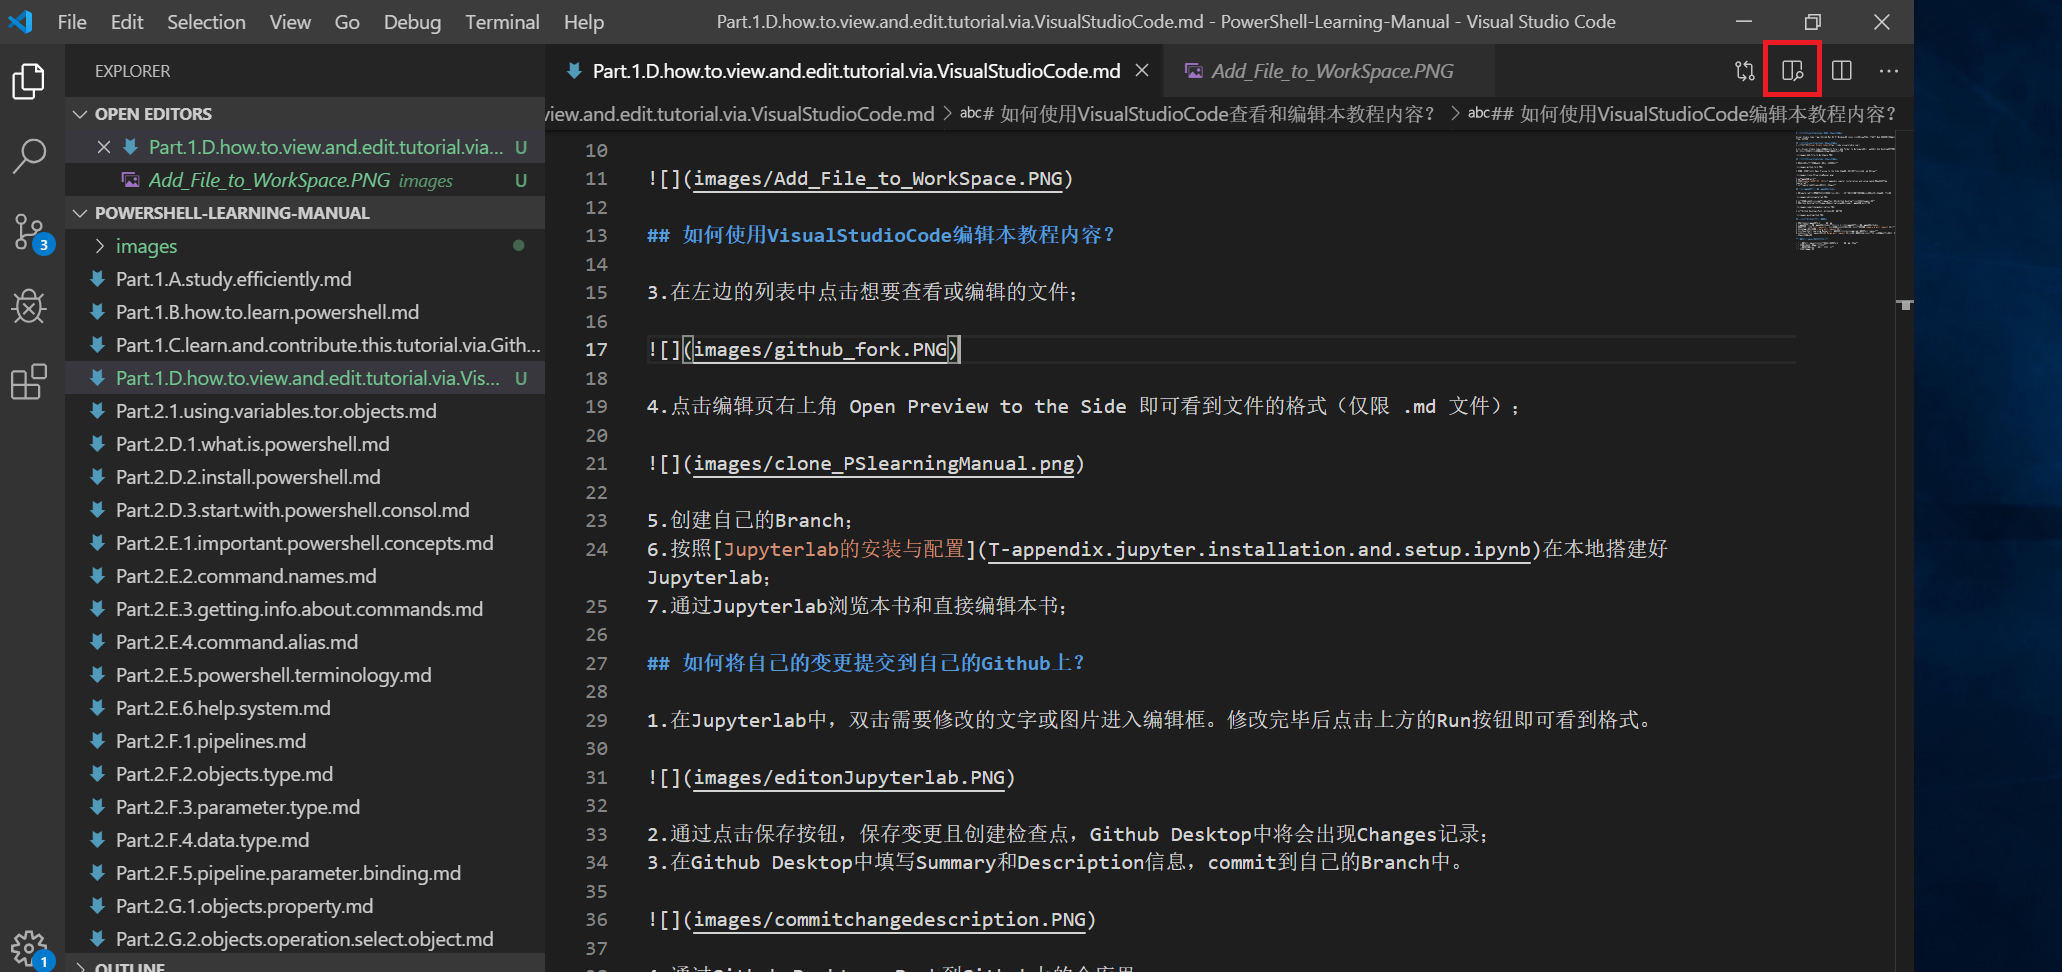 File Edit Selection View Go Debug Terminal Help
Part.1.D.how.to.view.and.edit.tutorial.via.VisualStudioCode.md - PowerShell-Learning-Manual - Visual Studio Code
EXPLORER
OPEN EDITORS
Part.1.D.how.to.view.and.edit.tutorial.via... U
Add_File_to_WorkSpace.PNG images U
POWERSHELL-LEARNING-MANUAL
images
Part.1.A.study.efficiently.md
Part.1.B.how.to.learn.powershell.md
Part.1.C.learn.and.contribute.this.tutorial.via.Gith...
Part.1.D.how.to.view.and.edit.tutorial.via.Vis... U
Part.2.1.using.variables.tor.objects.md
Part.2.D.1.what.is.powershell.md
Part.2.D.2.install.powershell.md
Part.2.D.3.start.with.powershell.consol.md
Part.2.E.1.important.powershell.concepts.md
Part.2.E.2.command.names.md
Part.2.E.3.getting.info.about.commands.md
Part.2.E.4.command.alias.md
Part.2.E.5.powershell.terminology.md
Part.2.E.6.help.system.md
Part.2.F.1.pipelines.md
Part.2.F.2.objects.type.md
Part.2.F.3.parameter.type.md
Part.2.F.4.data.type.md
Part.2.F.5.pipeline.parameter.binding.md
Part.2.G.1.objects.property.md
Part.2.G.2.objects.operation.select.object.md
OUTLINE
3
1
Part.1.D.how.to.view.and.edit.tutorial.via.VisualStudioCode.md
Add_File_to_WorkSpace.PNG
view.and.edit.tutorial.via.VisualStudioCode.md > abc# 如何使用VisualStudioCode查看和编辑本教程内容? > abc## 如何使用VisualStudioCode编辑本教程内容?
10
11 ![](images/Add_File_to_WorkSpace.PNG)
12
13 ## 如何使用VisualStudioCode编辑本教程内容?
14
15 3.在左边的列表中点击想要查看或编辑的文件;
16
17 ![](images/github_fork.PNG)
18
19 4.点击编辑页右上角 Open Preview to the Side 即可看到文件的格式（仅限 .md 文件）;
20
21 ![](images/clone_PSlearningManual.png)
22
23 5.创建自己的Branch;
24 6.按照[Jupyterlab的安装与配置](T-appendix.jupyter.installation.and.setup.ipynb)在本地搭建好
Jupyterlab;
25 7.通过Jupyterlab浏览本书和直接编辑本书;
26
27 ## 如何将自己的变更提交到自己的Github上?
28
29 1.在Jupyterlab中，双击需要修改的文字或图片进入编辑框。修改完毕后点击上方的Run按钮即可看到格式。
30
31 ![](images/editonJupyterlab.PNG)
32
33 2.通过点击保存按钮，保存变更且创建检查点，Github Desktop中将会出现Changes记录;
34 3.在Github Desktop中填写Summary和Description信息，commit到自己的Branch中。
35
36 ![](images/commitchangedescription.PNG)
37